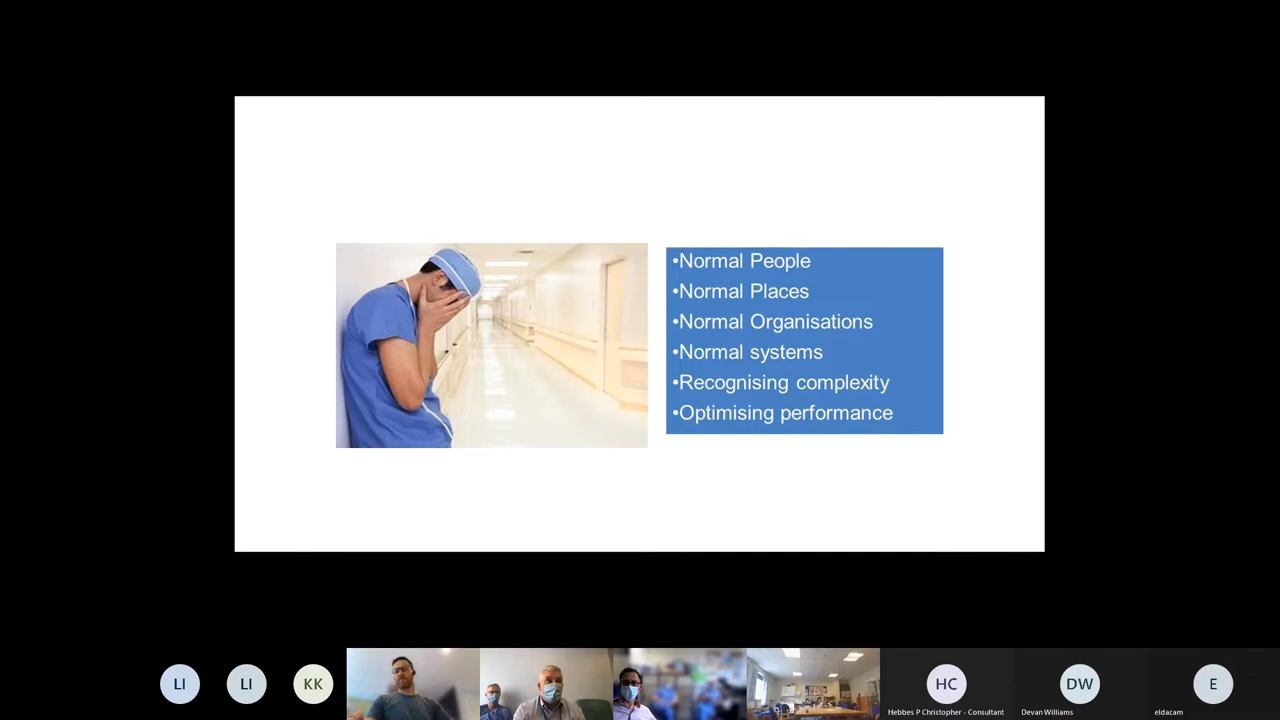 •Normal People
•Normal Places
•Normal Organisations
•Normal systems
•Recognising complexity
•Optimising performance
LI
LI
KK
HC
DW
E
Hebbes P Christopher - Consultant
Devan Williams
eldacam